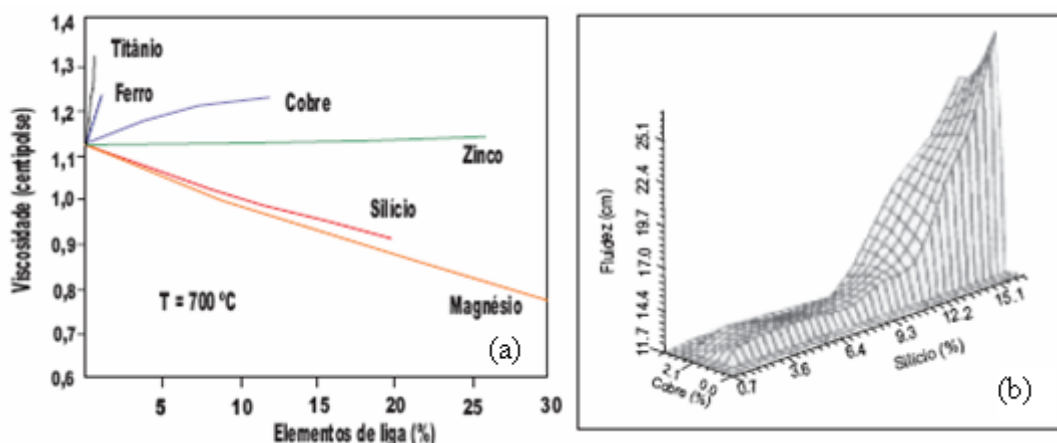 1,4
1,3
1,2
1,1
1,0
0,9
0,8
0,7
0,6
Viscosidade (centipoise)
Titânio
Ferro
Cobre
Zinco
Silício
Magnésio
T = 700 ºC
(a)
5
10
15
20
25
30
Elementos de liga (%)
Fluidez (cm)
25.1
22.4
19.7
17.0
14.4
11.7
2.1
0.0
Cobre (%)
0.7
3.6
6.4
9.3
12.2
15.1
Silício (%)
(b)